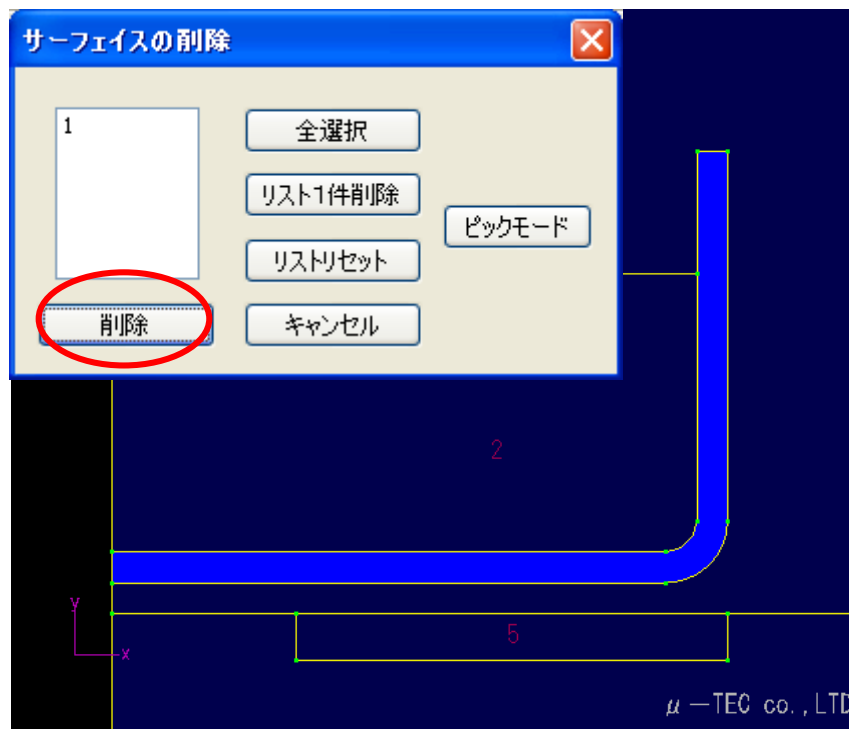 サーフェイスの削除
1
全選択
リスト1件削除
ピックモード
リストリセット
削除
キャンセル
2
y
x
5
μ－TEC co.,LTD